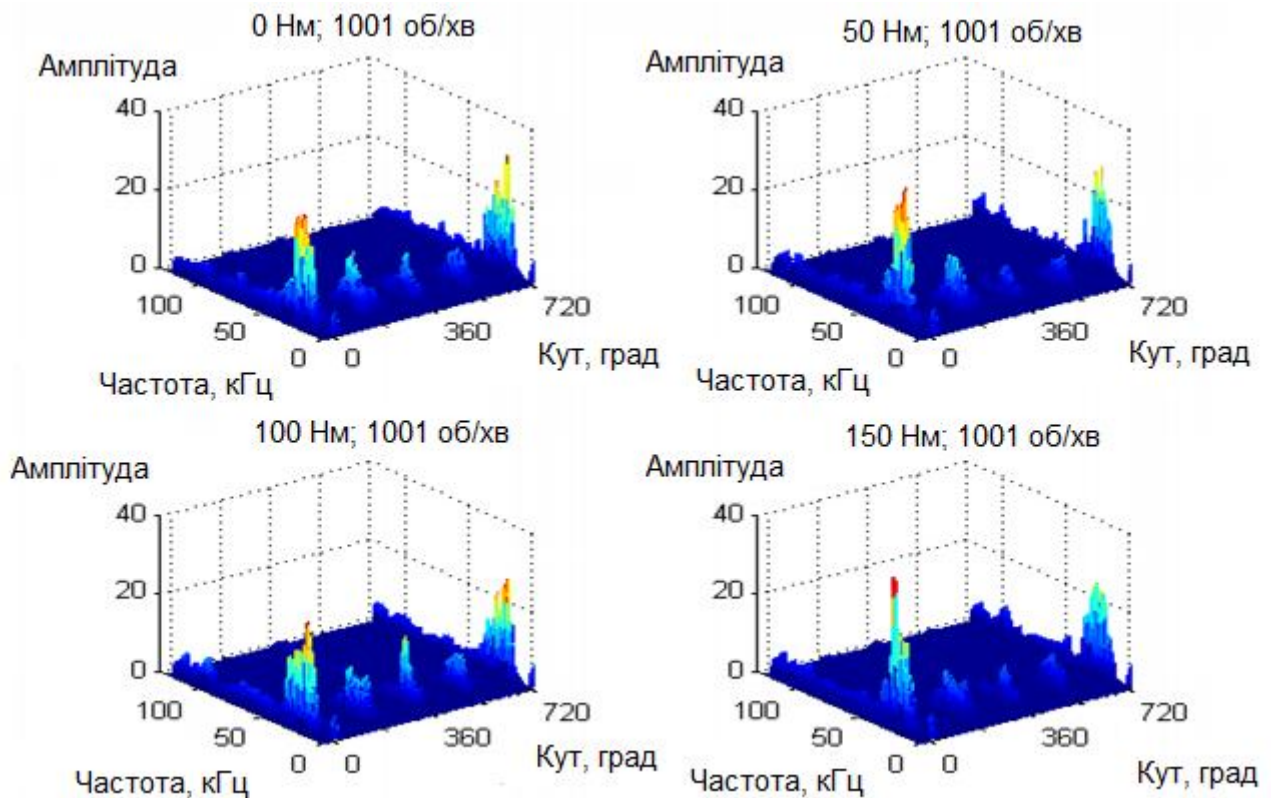 0 Нм; 1001 об/хв
Амплітуда
40
20
0
100
50
0
0
360
720
Частота, кГц
Кут, град
50 Нм; 1001 об/хв
Амплітуда
40
20
0
100
50
0
0
360
720
Частота, кГц
Кут, град
100 Нм; 1001 об/хв
Амплітуда
40
20
0
100
50
0
0
360
720
Частота, кГц
Кут, град
150 Нм; 1001 об/хв
Амплітуда
40
20
0
100
50
0
0
360
720
Частота, кГц
Кут, град